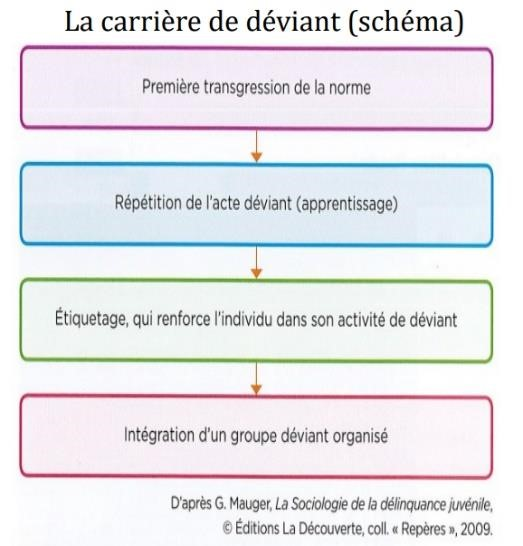 La carrière de déviant (schéma)
Première transgression de la norme
Répétition de l'acte déviant (apprentissage)
Étiquetage, qui renforce l'individu dans son activité de déviant
Intégration d'un groupe déviant organisé
D'après G. Mauger, La Sociologie de la délinquance juvénile,
© Éditions La Découverte, coll. « Repères », 2009.